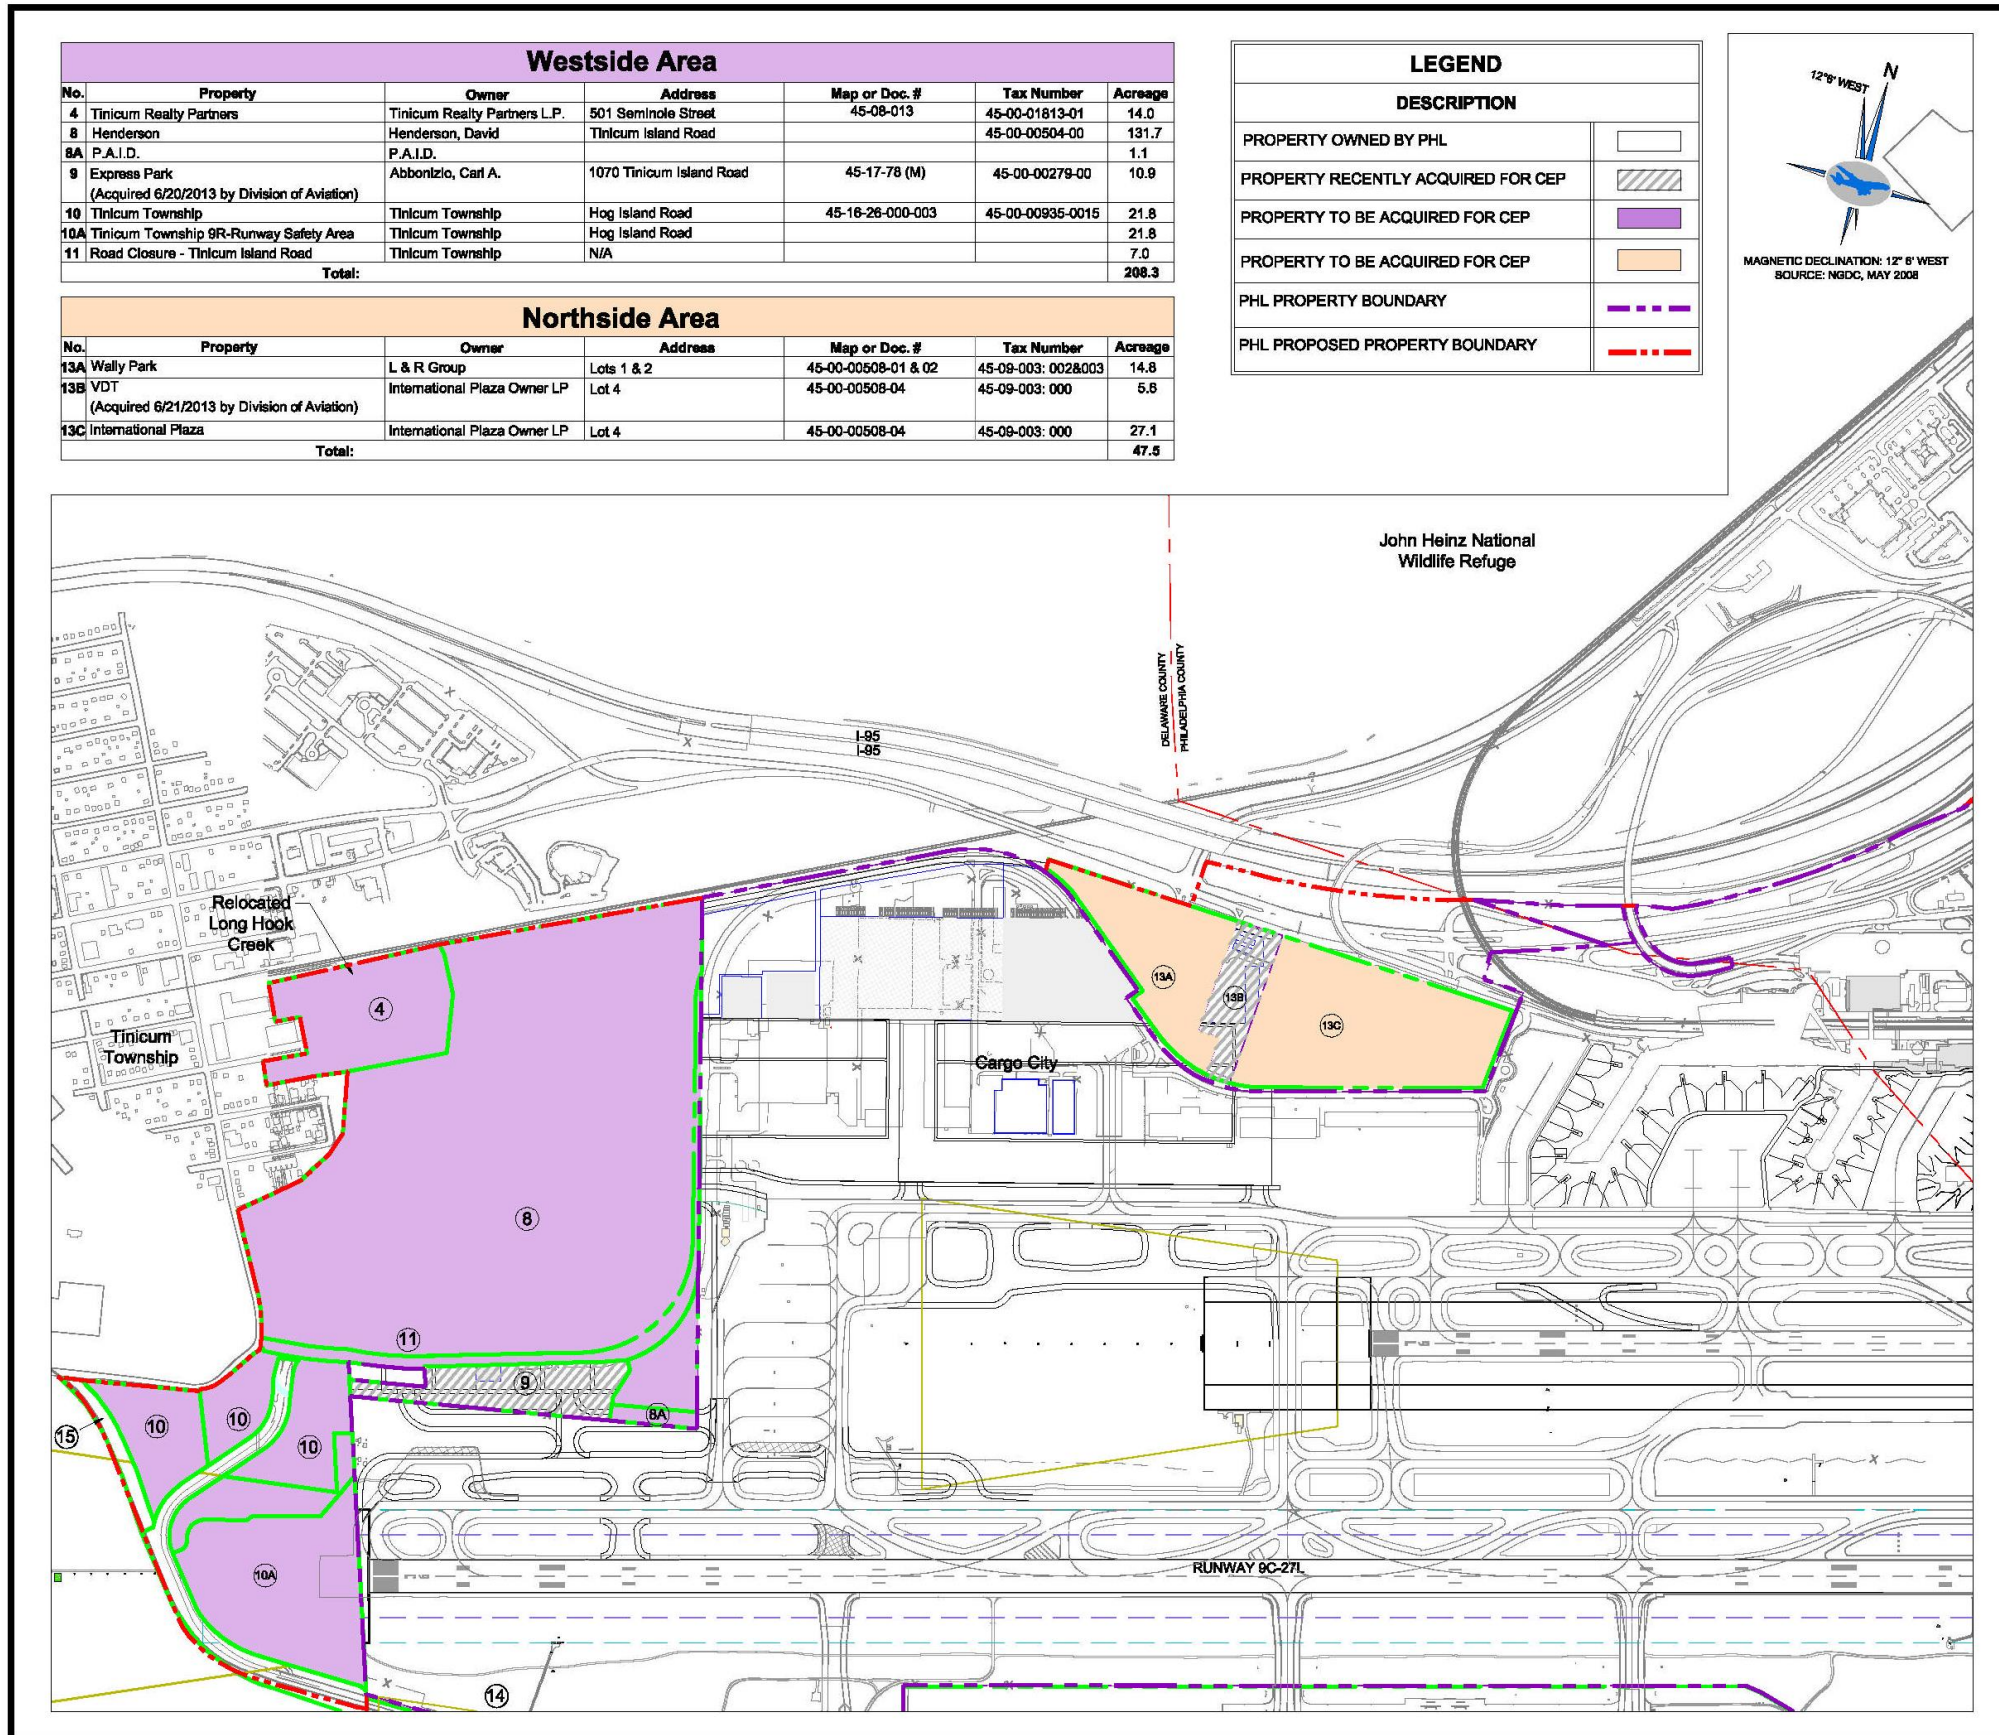 Westside Area
No. Property Owner Address Map or Doc. # Tax Number Acreage
4 Tinicum Realty Partners Tinicum Realty Partners L.P. 501 Seminole Street 45-08-013 45-00-01813-01 14.0
8 Henderson Henderson, David Tinicum Island Road 45-00-00504-00 131.7
8A P.A.I.D. P.A.I.D. 1.1
9 Express Park Abbonizio, Carl A. 1070 Tinicum Island Road 45-17-78 (M) 45-00-00279-00 10.9
(Acquired 6/20/2013 by Division of Aviation)
10 Tinicum Township Tinicum Township Hog Island Road 45-16-26-000-003 45-00-00935-0015 21.8
10A Tinicum Township 9R-Runway Safety Area Tinicum Township Hog Island Road 21.8
11 Road Closure - Tinicum Island Road Tinicum Township N/A 7.0
Total: 208.3
Northside Area
No. Property Owner Address Map or Doc. # Tax Number Acreage
13A Wally Park L & R Group Lots 1 & 2 45-00-00508-01 & 02 45-09-003: 002&003 14.8
13B VDT International Plaza Owner LP Lot 4 45-00-00508-04 45-09-003: 000 5.6
(Acquired 6/21/2013 by Division of Aviation)
13C International Plaza International Plaza Owner LP Lot 4 45-00-00508-04 45-09-003: 000 27.1
Total: 47.5
LEGEND
DESCRIPTION
PROPERTY OWNED BY PHL
PROPERTY RECENTLY ACQUIRED FOR CEP
PROPERTY TO BE ACQUIRED FOR CEP
PROPERTY TO BE ACQUIRED FOR CEP
PHL PROPERTY BOUNDARY
PHL PROPOSED PROPERTY BOUNDARY
12°6' WEST
N
MAGNETIC DECLINATION: 12° 6' WEST
SOURCE: NGDC, MAY 2008
John Heinz National
Wildlife Refuge
DELAWARE COUNTY
PHILADELPHIA COUNTY
I-95
I-95
Relocated
Long Hook
Creek
4
Tinicum
Township
13A
13B
13C
Cargo City
8
11
9
8A
10
10
10
15
10A
RUNWAY 9C-27L
14